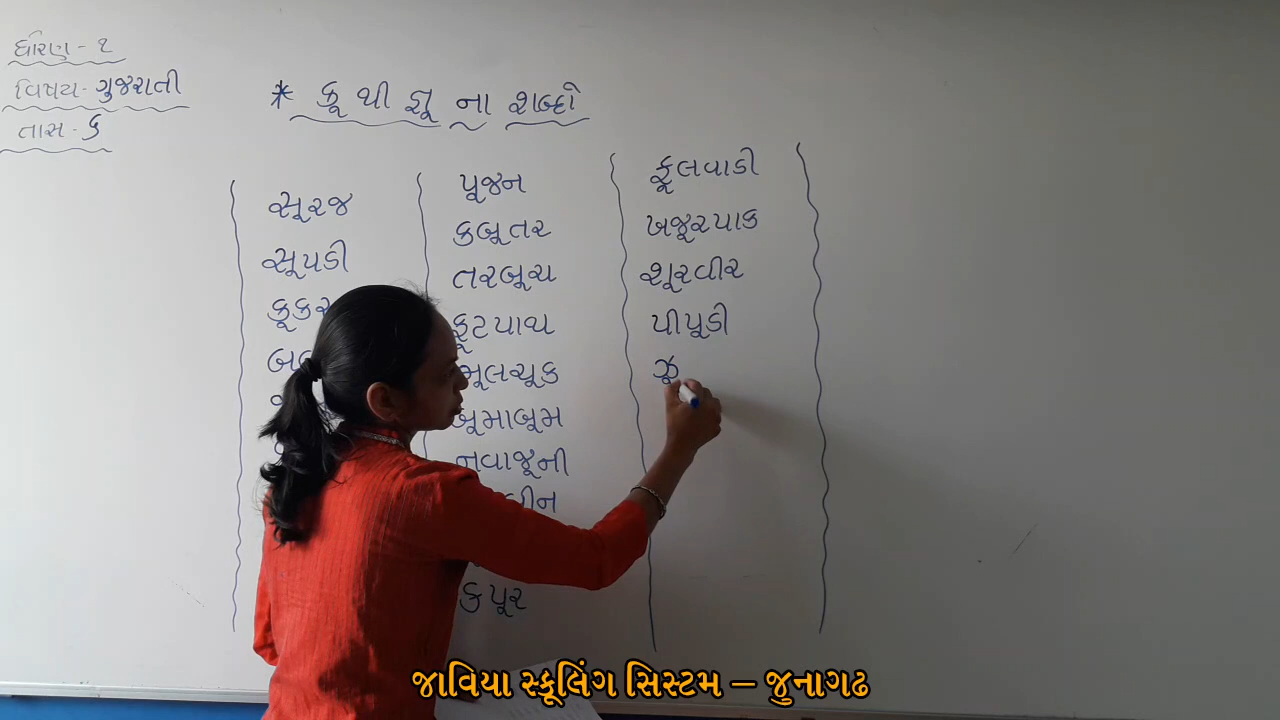 ધોરણ - ૧
વિષય - ગુજરાતી
તાસ - ૬
* કૂ થી જ્ઞૂ ના શબ્દો
સૂરજ
સૂપડી
કૂકર
પૂજન
કબૂતર
તરબૂચ
ફૂટપાથ
ભૂલચૂક
બૂમાબૂમ
નવાજૂની
કપૂર
ફૂલવાડી
ખજૂરપાક
શૂરવીર
પીપૂડી
ઝૂ
જાવિયા સ્કૂલિંગ સિસ્ટમ – જુનાગઢ